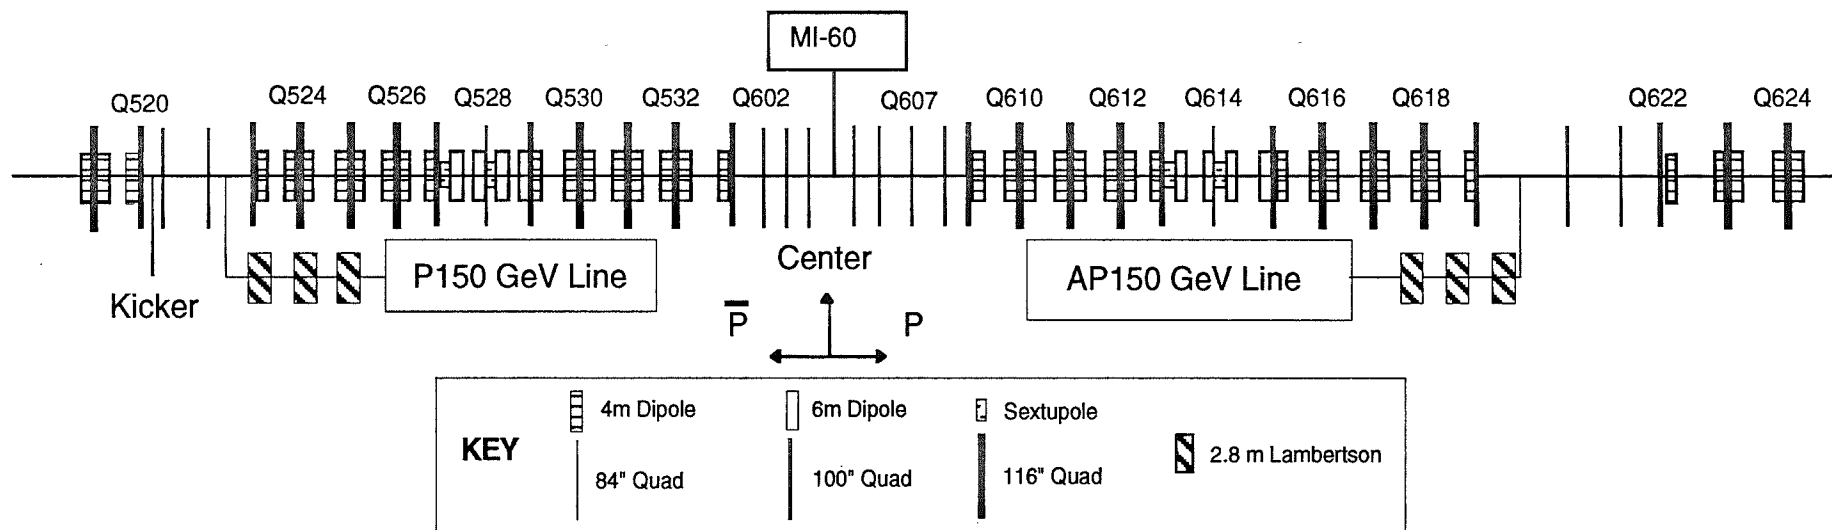 MI-60
Q520
Q524
Q526
Q528
Q530
Q532
Q602
Q607
Q610
Q612
Q614
Q616
Q618
Q622
Q624
Kicker
P150 GeV Line
Center
AP150 GeV Line
P̅
P
KEY
4m Dipole
6m Dipole
Sextupole
84" Quad
100" Quad
116" Quad
2.8 m Lambertson